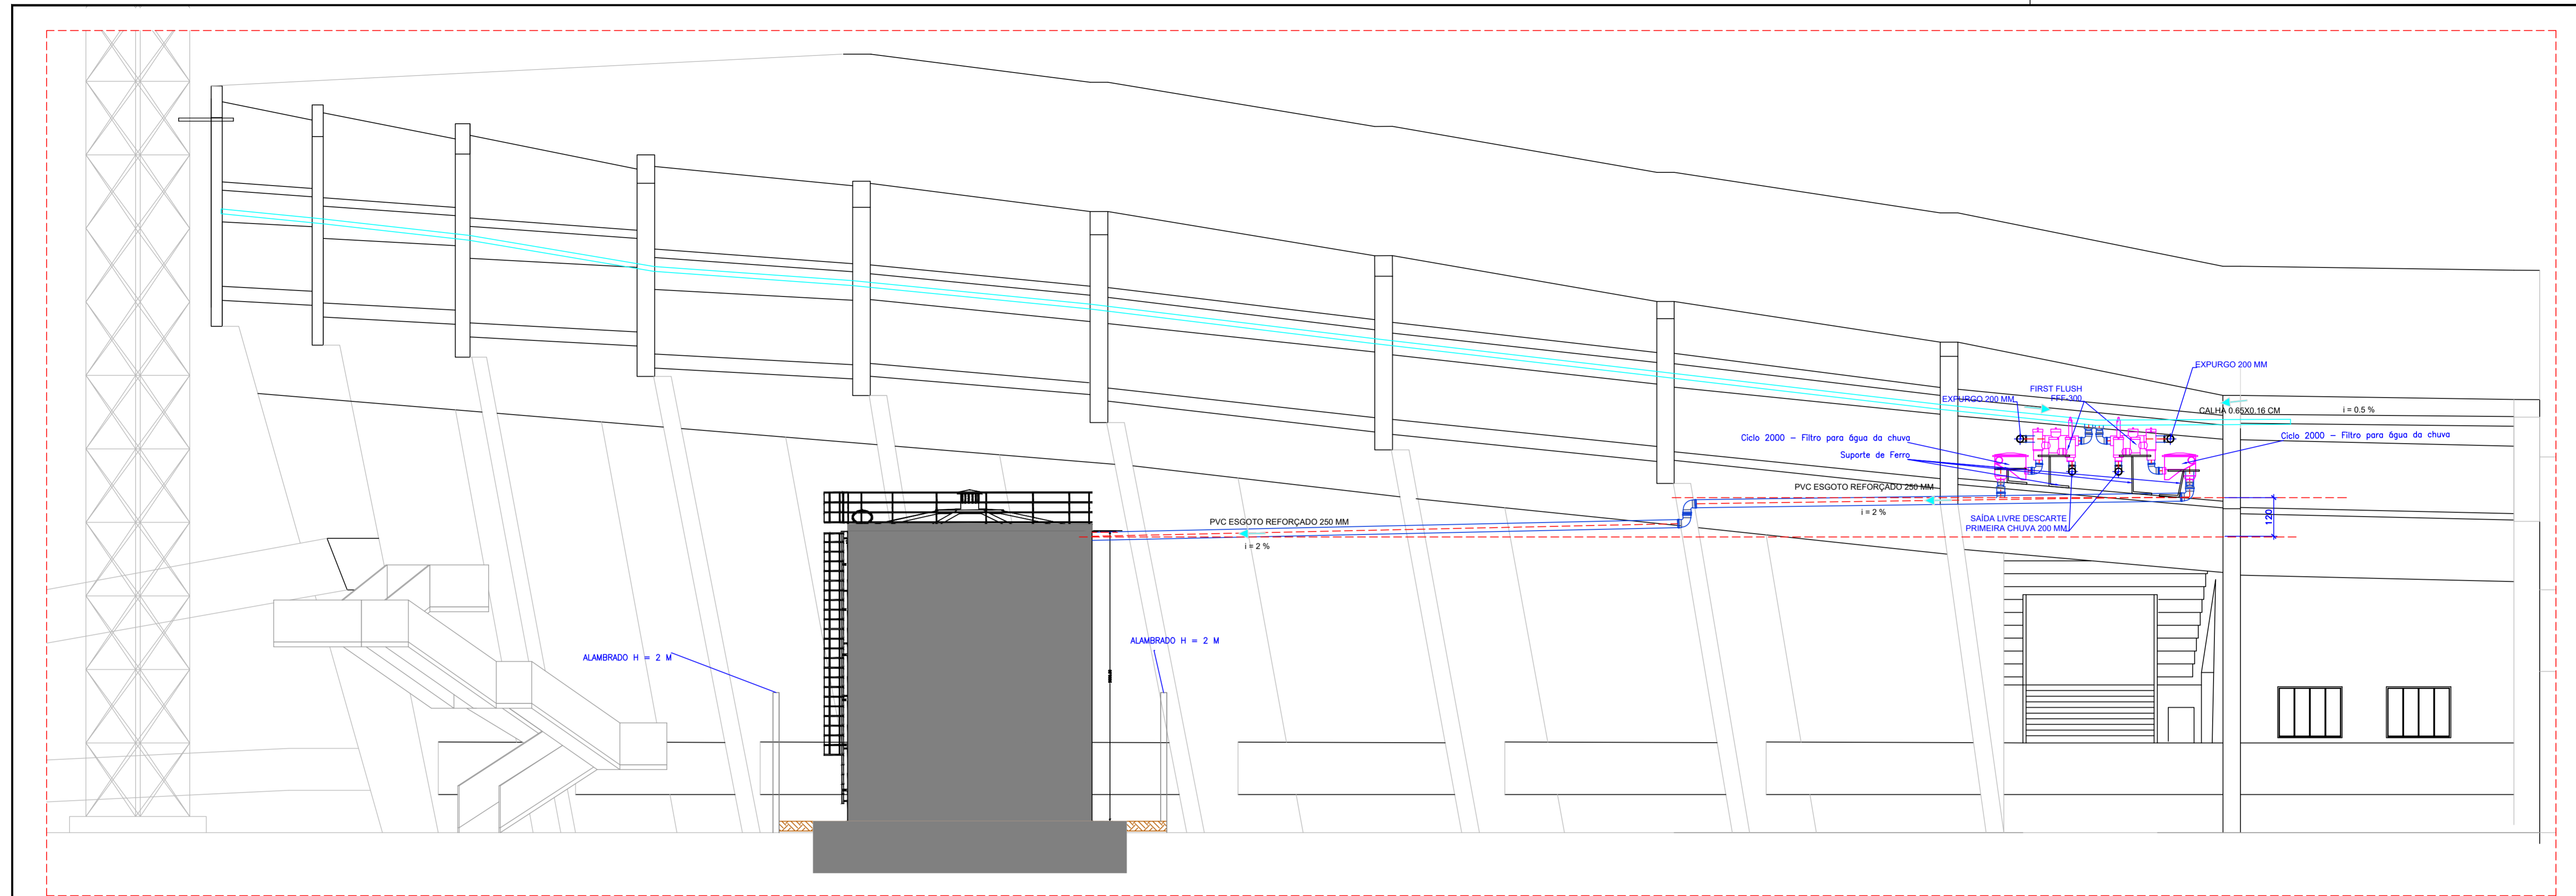 EXPURGO 200 MM
FIRST FLUSH
FFF-300
EXPURGO 200 MM
CALHA 0.65X0.16 CM
i = 0.5 %
Ciclo 2000 – Filtro para água da chuva
Ciclo 2000 – Filtro para água da chuva
Suporte de Ferro
PVC ESGOTO REFORÇADO 250 MM
i = 2 %
SAÍDA LIVRE DESCARTE
PRIMEIRA CHUVA 200 MM
120
PVC ESGOTO REFORÇADO 250 MM
i = 2 %
ALAMBRADO H = 2 M
ALAMBRADO H = 2 M